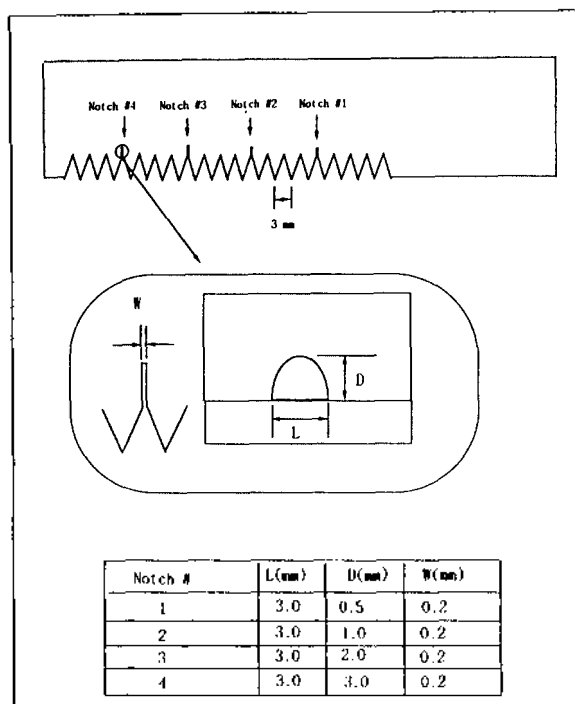 Notch #4 Notch #3 Notch #2 Notch #1
3 mm
W
D
L
Notch # L(mm) D(mm) W(mm)
1 3.0 0.5 0.2
2 3.0 1.0 0.2
3 3.0 2.0 0.2
4 3.0 3.0 0.2